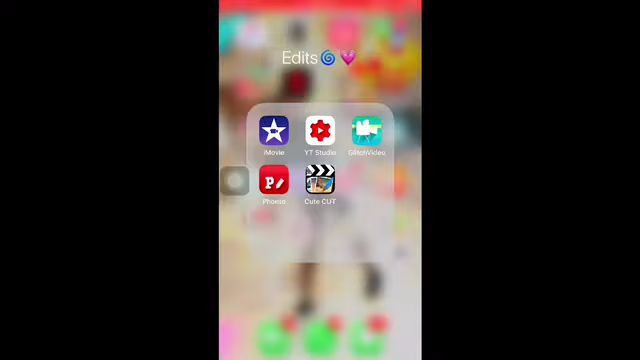 Edits🌀💗
iMovie
YT Studio
GlitchVideo
Phonto
Cute CUT